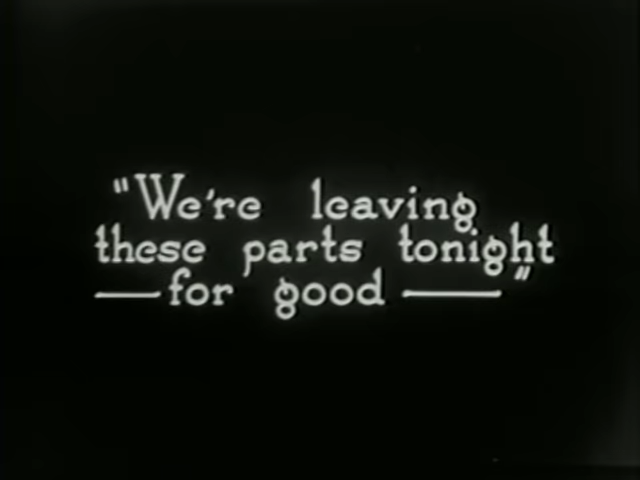 "We're leaving
these parts tonight
—for good —"